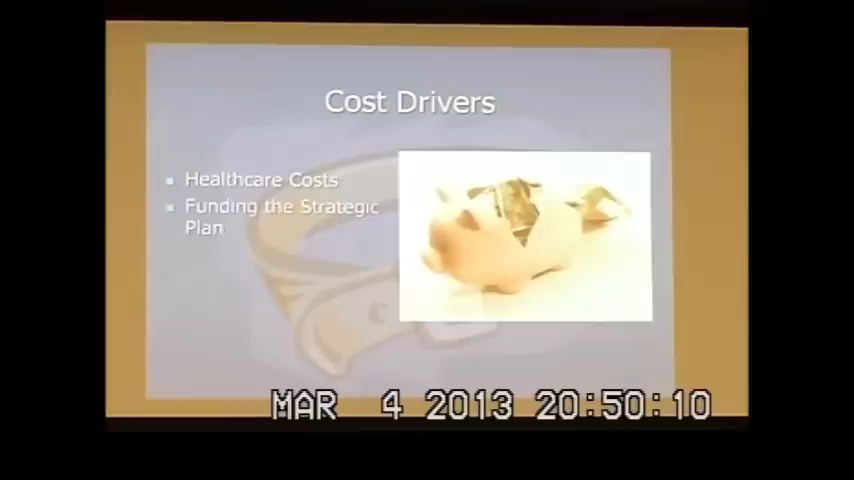 Cost Drivers
Healthcare Costs
Funding the Strategic
Plan
MAR 4 2013 20:50:10